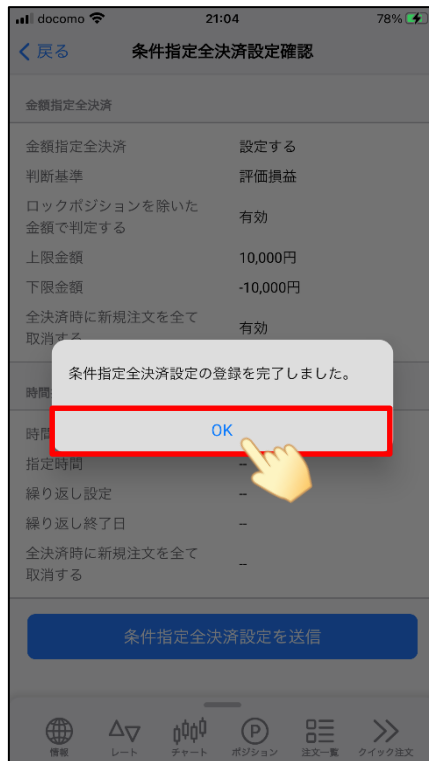 docomo 21:04 78%
戻る 条件指定全決済設定確認
金額指定全決済
金額指定全決済 設定する
判断基準 評価損益
ロックポジションを除いた
金額で判定する 有効
上限金額 10,000円
下限金額 -10,000円
全決済時に新規注文を全て
取消する 有効
条件指定全決済設定の登録を完了しました。
時間
OK
時間
指定時間 --
繰り返し設定 --
繰り返し終了日 --
全決済時に新規注文を全て
取消する --
条件指定全決済設定を送信
情報 レート チャート ポジション 注文一覧 クイック注文